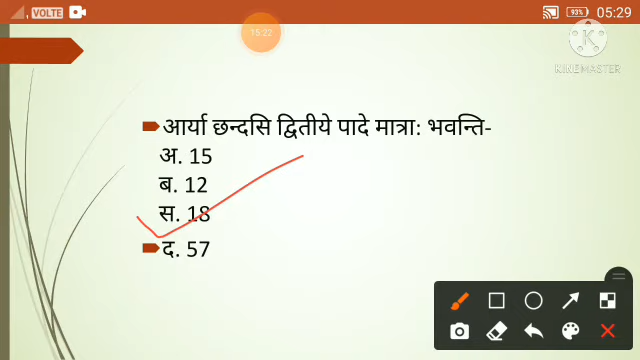 VOLTE 93% 05:29
15:22
KINEMASTER
आर्या छन्दसि द्वितीये पादे मात्रा: भवन्ति-
अ. 15
ब. 12
स. 18
द. 57